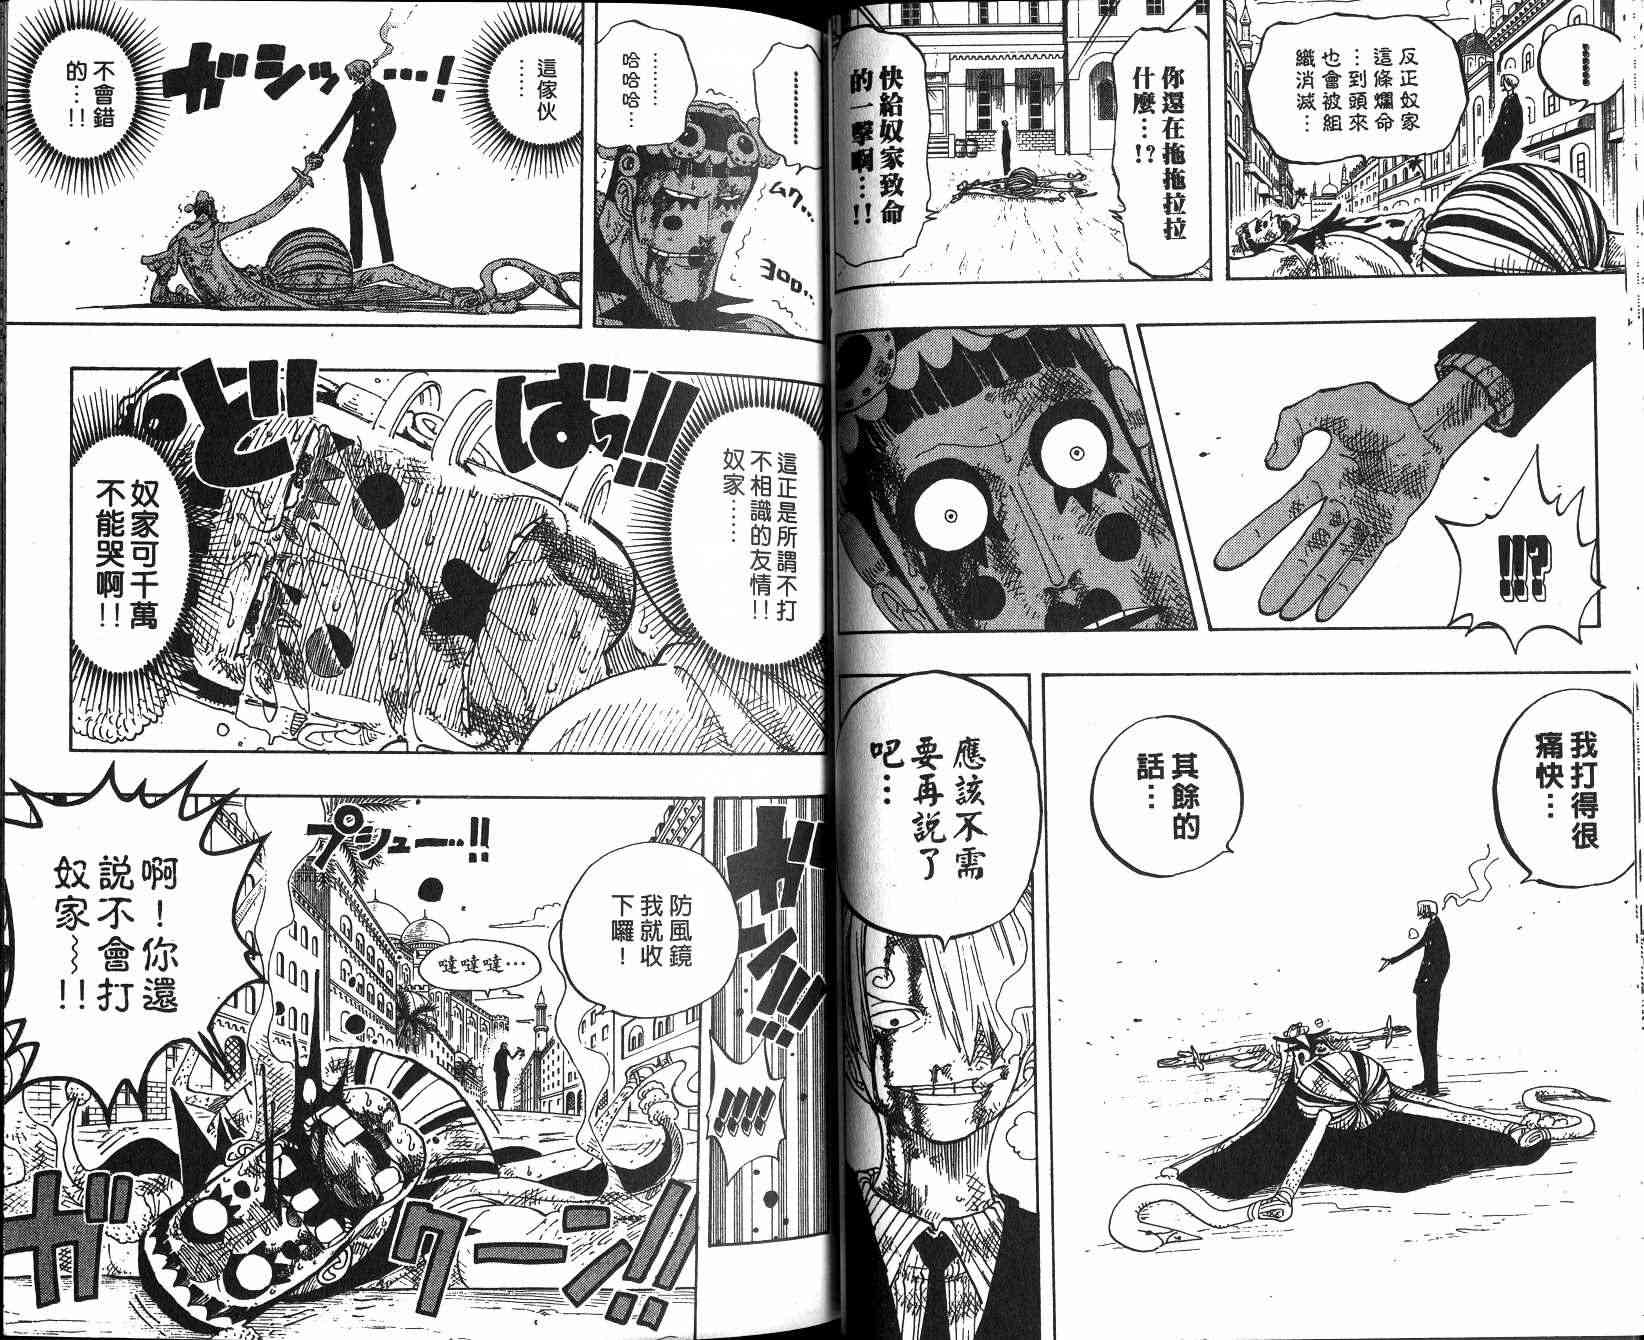 ………
反正奴家
這條爛命
…到頭來
也會被組
織消滅…
你還在拖拖拉拉
什麼…!?
快給奴家致命
的一擊啊…!!
!!!?
我打得很
痛快…
其餘的
話…
應該不需
要再說了
吧…
………
………
哈哈哈…
ムク…
ヨロロ…
這傢伙
……
ガシッ…!
不會錯
的…!!
這正是所謂不打
不相識的友情!!
奴家……
どばっ!!
奴家可千萬
不能哭啊!!
ガンッ!!!
!!!!!
防風鏡
我就收
下囉!
噠噠噠…
プシュー…!!
啊!你還
說不會打
奴家~!!
ガクーン!!